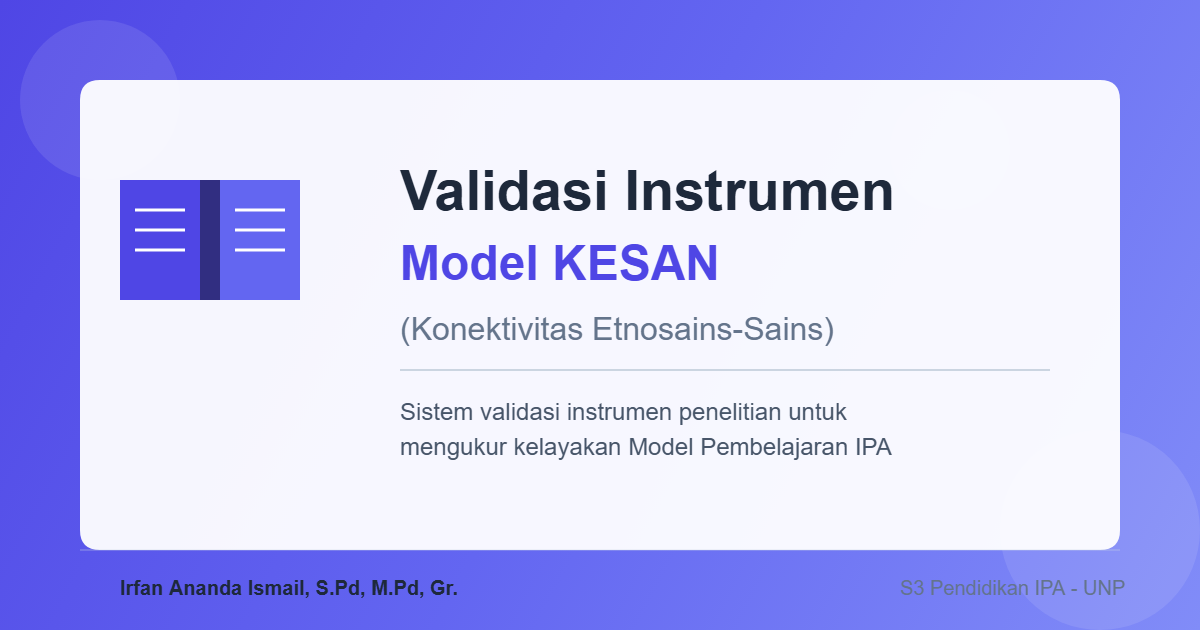 Validasi Instrumen
Model KESAN
(Konektivitas Etnosains-Sains)
Sistem validasi instrumen penelitian untuk
mengukur kelayakan Model Pembelajaran IPA
Irfan Ananda Ismail, S.Pd, M.Pd, Gr.
S3 Pendidikan IPA - UNP